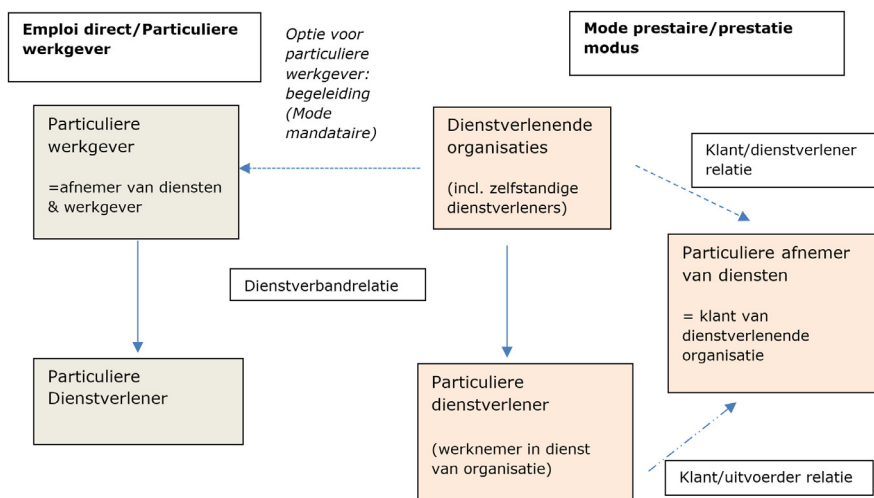 Emploi direct/Particuliere
werkgever
Optie voor
particuliere
werkgever:
begeleiding
(Mode
mandataire)
Mode prestaire/prestatie
modus
Particuliere
werkgever
=afnemer van diensten
& werkgever
Dienstverlenende
organisaties
(incl. zelfstandige
dienstverleners)
Klant/dienstverlener
relatie
Particuliere afnemer
van diensten
= klant van
dienstverlenende
organisatie
Dienstverbandrelatie
Particuliere
Dienstverlener
Particuliere
dienstverlener
(werknemer in dienst
van organisatie)
Klant/uitvoerder relatie